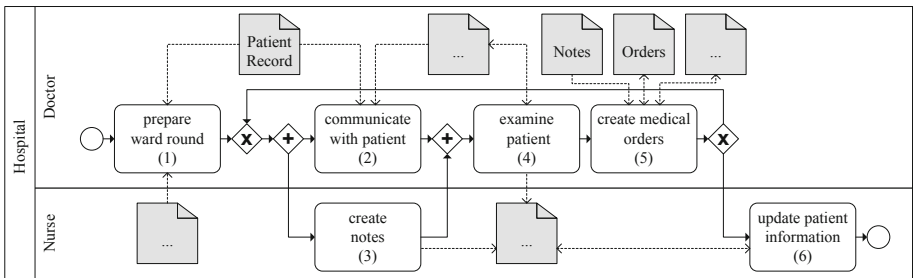 Hospital
Doctor
Patient
Record
...
Notes
Orders
...
prepare
ward round
(1)
X
+
communicate
with patient
(2)
+
examine
patient
(4)
create medical
orders
(5)
X
Nurse
...
create
notes
(3)
...
update patient
information
(6)